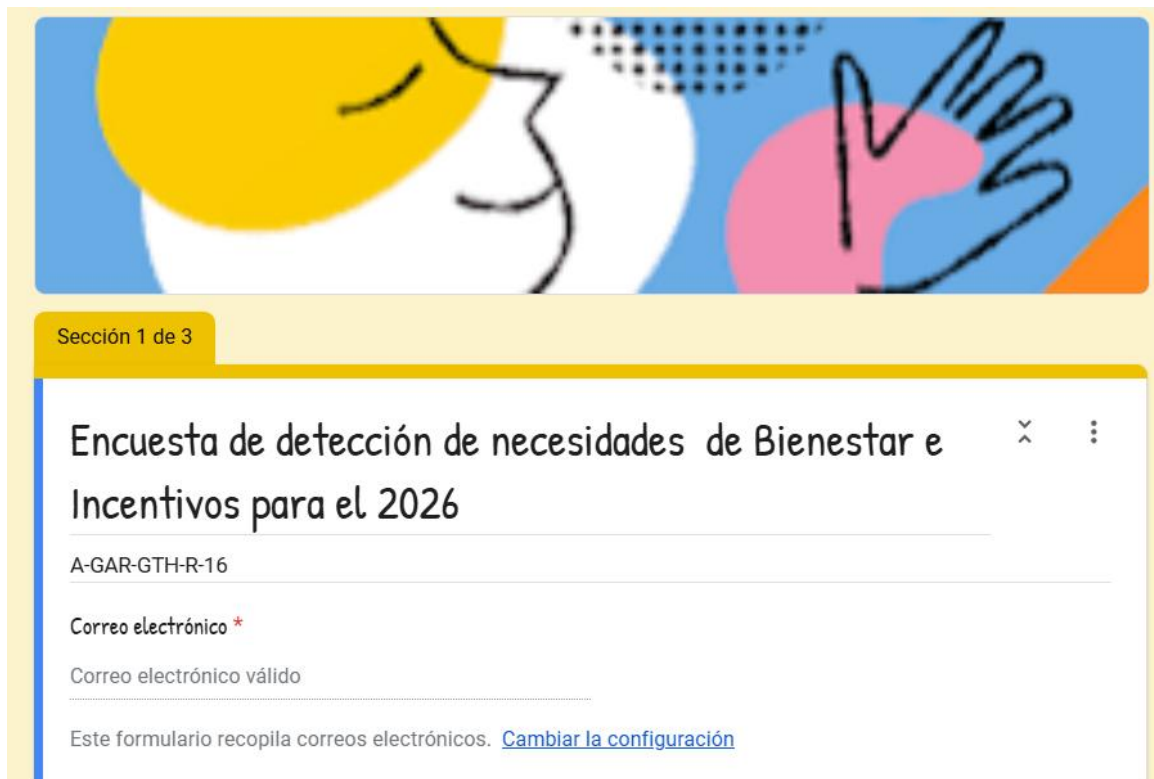 Sección 1 de 3
Encuesta de detección de necesidades  de Bienestar e
Incentivos para el 2026
A-GAR-GTH-R-16
Correo electrónico *
Correo electrónico válido
Este formulario recopila correos electrónicos. Cambiar la configuración